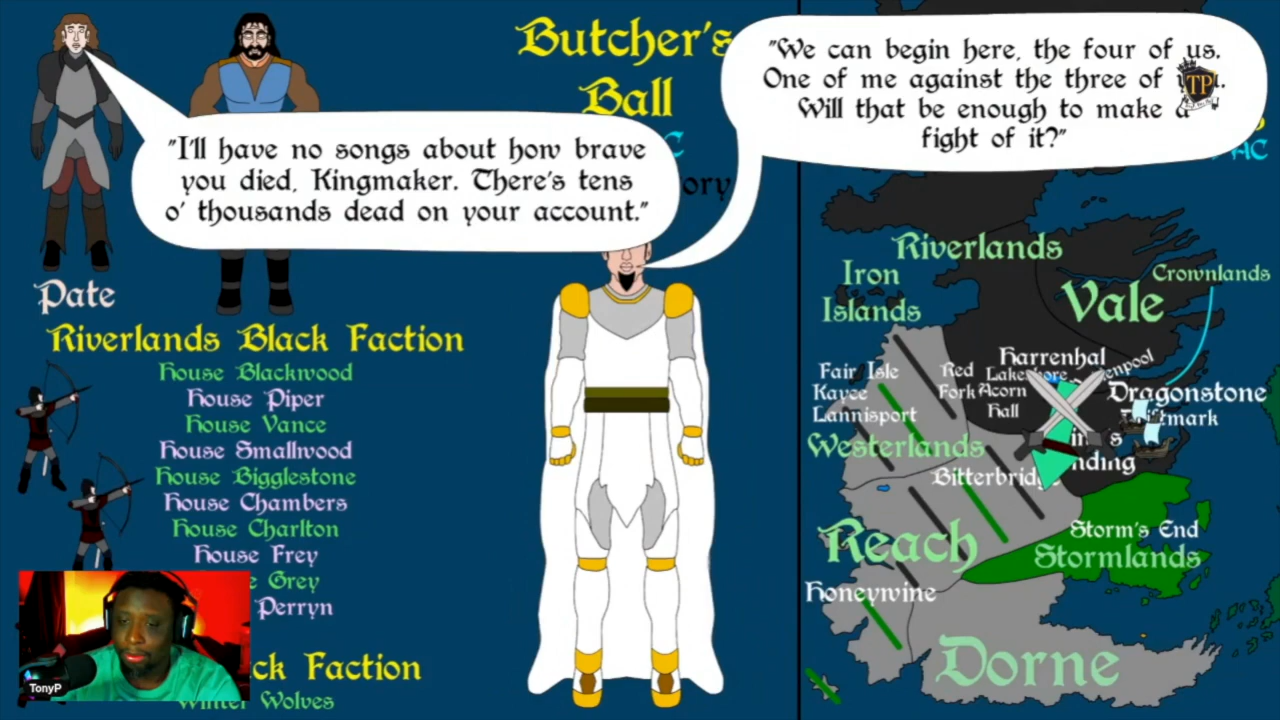 Butcher's
Ball
"I'll have no songs about how brave
you died, Kingmaker. There's tens
o' thousands dead on your account."
"We can begin here, the four of us.
One of me against the three of
Will that be enough to make a
fight of it?"
TP
AC
Pate
Riverlands Black Faction
House Blackwood
House Piper
House Vance
House Smallwood
House Bigglestone
House Chambers
House Charlton
House Frey
Grey
Perryn
Faction
Winter Wolves
TonyP
Riverlands
Iron
Islands
Crownlands
Vale
Harrenhal
Fair Isle
Kayce
Lannisport
Red
Fork
Acorn
Hall
Dragonstone
Westerlands
Bitterbridge
Reach
Storm's End
Stormlands
Honeywine
Dorne